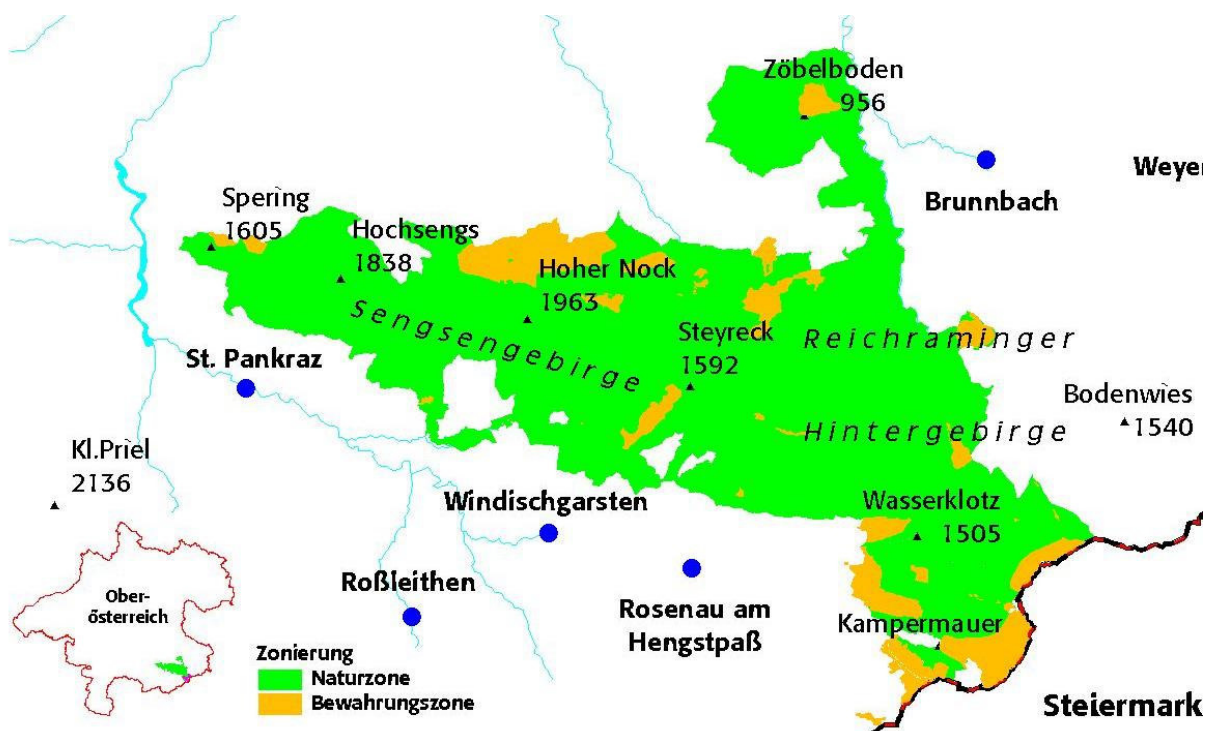 Zöbelboden
956
Brunnbach
Weyer
Spering
1605
Hochsengs
1838
Hoher Nock
1963
Sengsengebirge
Steyreck
1592
Reichraminger
Hintergebirge
St. Pankraz
Bodenwies
1540
Kl.Priel
2136
Windischgarsten
Wasserklotz
1505
Roßleithen
Rosenau am
Hengstpaß
Kampermauer
Ober-
österreich
Zonierung
Naturzone
Bewahrungszone
Steiermark